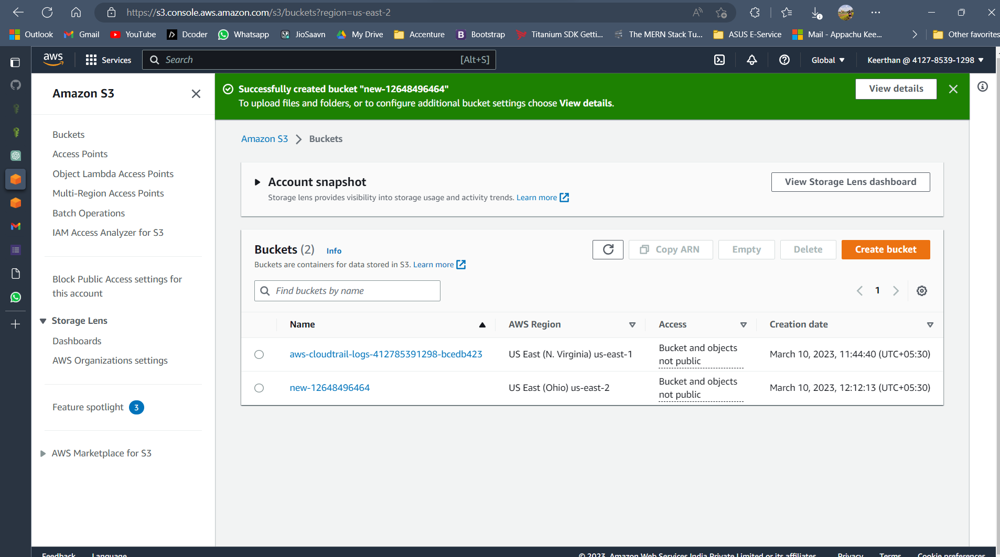 https://s3.console.aws.amazon.com/s3/buckets?region=us-east-2
Outlook Gmail YouTube Dcoder Whatsapp JioSaavn My Drive Accenture Bootstrap Titanium SDK Getti... The MERN Stack Tu... ASUS E-Service Mail - Appachu Kee... Other favorites
aws Services Search [Alt+S] Global Keerthan @ 4127-8539-1298
Amazon S3
Buckets
Access Points
Object Lambda Access Points
Multi-Region Access Points
Batch Operations
IAM Access Analyzer for S3
Block Public Access settings for
this account
Storage Lens
Dashboards
AWS Organizations settings
Feature spotlight 3
AWS Marketplace for S3
Successfully created bucket "new-12648496464"
To upload files and folders, or to configure additional bucket settings choose View details.
View details
Amazon S3 Buckets
Account snapshot
Storage lens provides visibility into storage usage and activity trends. Learn more
View Storage Lens dashboard
Buckets (2) Info
Buckets are containers for data stored in S3. Learn more
Copy ARN Empty Delete Create bucket
Find buckets by name
1
Name AWS Region Access Creation date
aws-cloudtrail-logs-412785391298-bcedb423 US East (N. Virginia) us-east-1 Bucket and objects
not public March 10, 2023, 11:44:40 (UTC+05:30)
new-12648496464 US East (Ohio) us-east-2 Bucket and objects
not public March 10, 2023, 12:12:13 (UTC+05:30)
Feedback Language © 2023, Amazon Web Services India Private Limited or its affiliates. Privacy Terms Cookie preferences